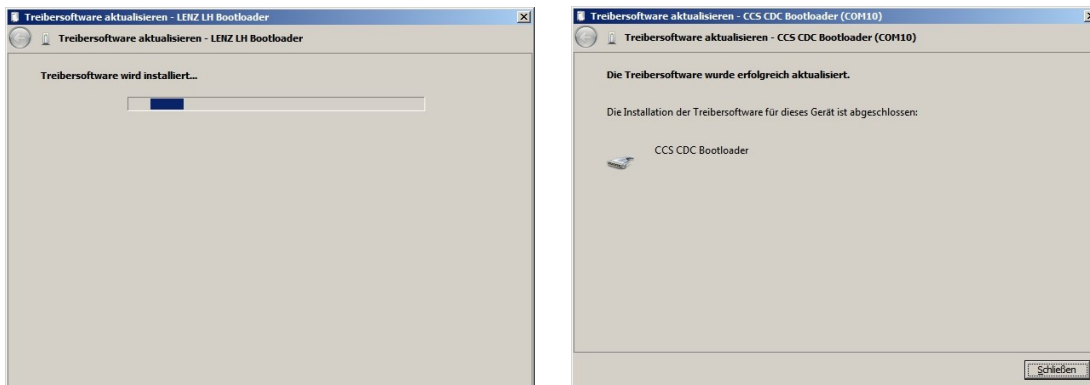 Treibersoftware aktualisieren - LENZ LH Bootloader
Treibersoftware aktualisieren - LENZ LH Bootloader
Treibersoftware wird installiert...
Treibersoftware aktualisieren - CCS CDC Bootloader (COM10)
Treibersoftware aktualisieren - CCS CDC Bootloader (COM10)
Die Treibersoftware wurde erfolgreich aktualisiert.
Die Installation der Treibersoftware für dieses Gerät ist abgeschlossen:
CCS CDC Bootloader
Schließen